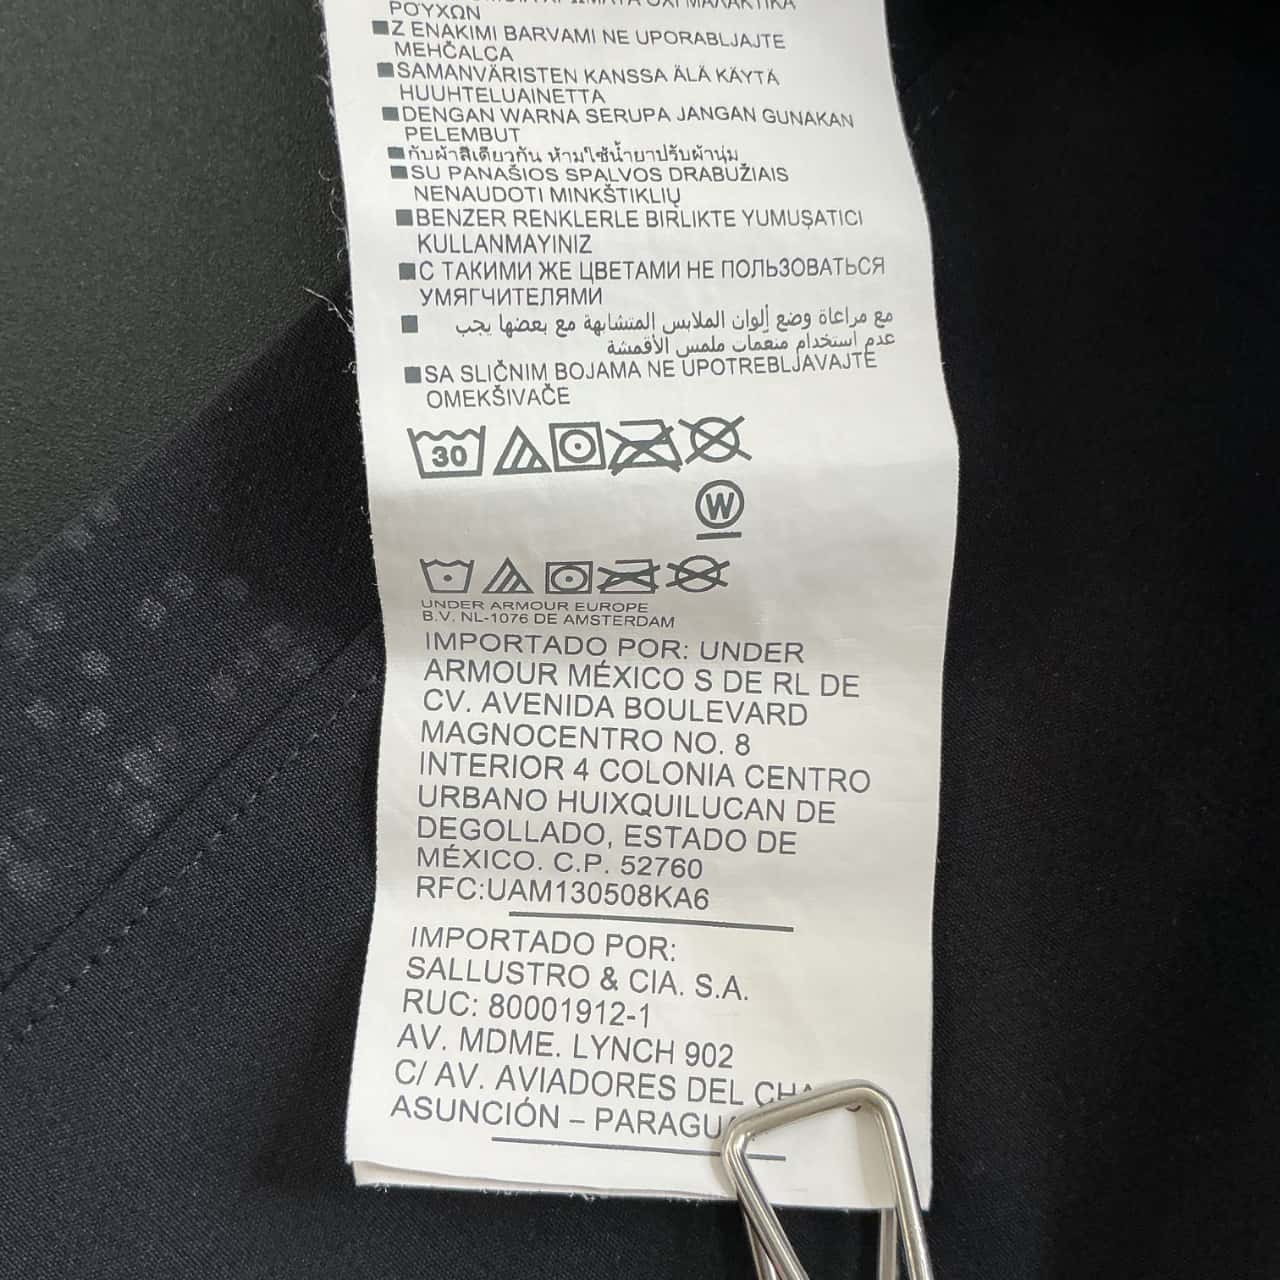 ΡΟΥΧΩΝ
■Z ENAKIMI BARVAMI NE UPORABLJAJTE
MEHČALCA
■SAMANVÄRISTEN KANSSA ÄLÄ KÄYTÄ
HUUHTELUAINETTA
■DENGAN WARNA SERUPA JANGAN GUNAKAN
PELEMBUT
■กับผ้าสีเดียวกัน ห้ามใช้น้ำยาปรับผ้านุ่ม
■SU PANAŠIOS SPALVOS DRABUŽIAIS
NENAUDOTI MINKŠTIKLIŲ
■BENZER RENKLERLE BIRLIKTE YUMUŞATICI
KULLANMAYINIZ
■С ТАКИМИ ЖЕ ЦВЕТАМИ НЕ ПОЛЬЗОВАТЬСЯ
УМЯГЧИТЕЛЯМИ
■ مع مراعاة وضع ألوان الملابس المتشابهة مع بعضها يجب
عدم استخدام منعّمات ملمس الأقمشة
■SA SLIČNIM BOJAMA NE UPOTREBLJAVAJTE
OMEKŠIVAČE
30
W
UNDER ARMOUR EUROPE
B.V. NL-1076 DE AMSTERDAM
IMPORTADO POR: UNDER
ARMOUR MÉXICO S DE RL DE
CV. AVENIDA BOULEVARD
MAGNOCENTRO NO. 8
INTERIOR 4 COLONIA CENTRO
URBANO HUIXQUILUCAN DE
DEGOLLADO, ESTADO DE
MÉXICO. C.P. 52760
RFC:UAM130508KA6
IMPORTADO POR:
SALLUSTRO & CIA. S.A.
RUC: 80001912-1
AV. MDME. LYNCH 902
C/ AV. AVIADORES DEL
ASUNCIÓN – PARAGUA